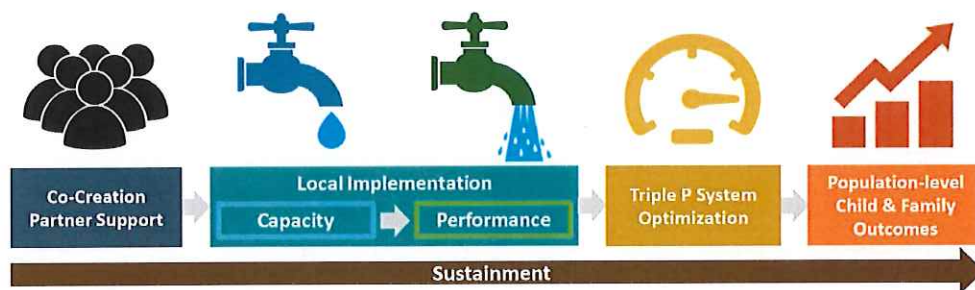 Co-Creation
Partner Support
Local Implementation
Capacity
Performance
Triple P System
Optimization
Population-level
Child & Family
Outcomes
Sustainment